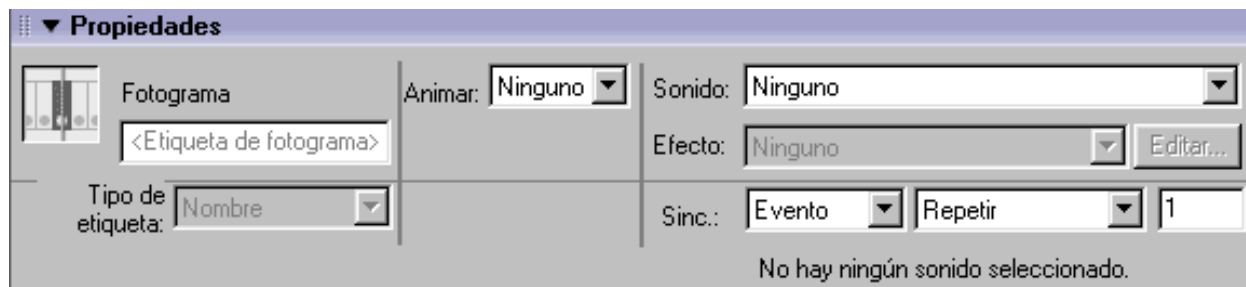 Propiedades
Fotograma
<Etiqueta de fotograma>
Tipo de
etiqueta: Nombre
Animar: Ninguno
Sonido: Ninguno
Efecto: Ninguno Editar...
Sinc.: Evento Repetir 1
No hay ningún sonido seleccionado.